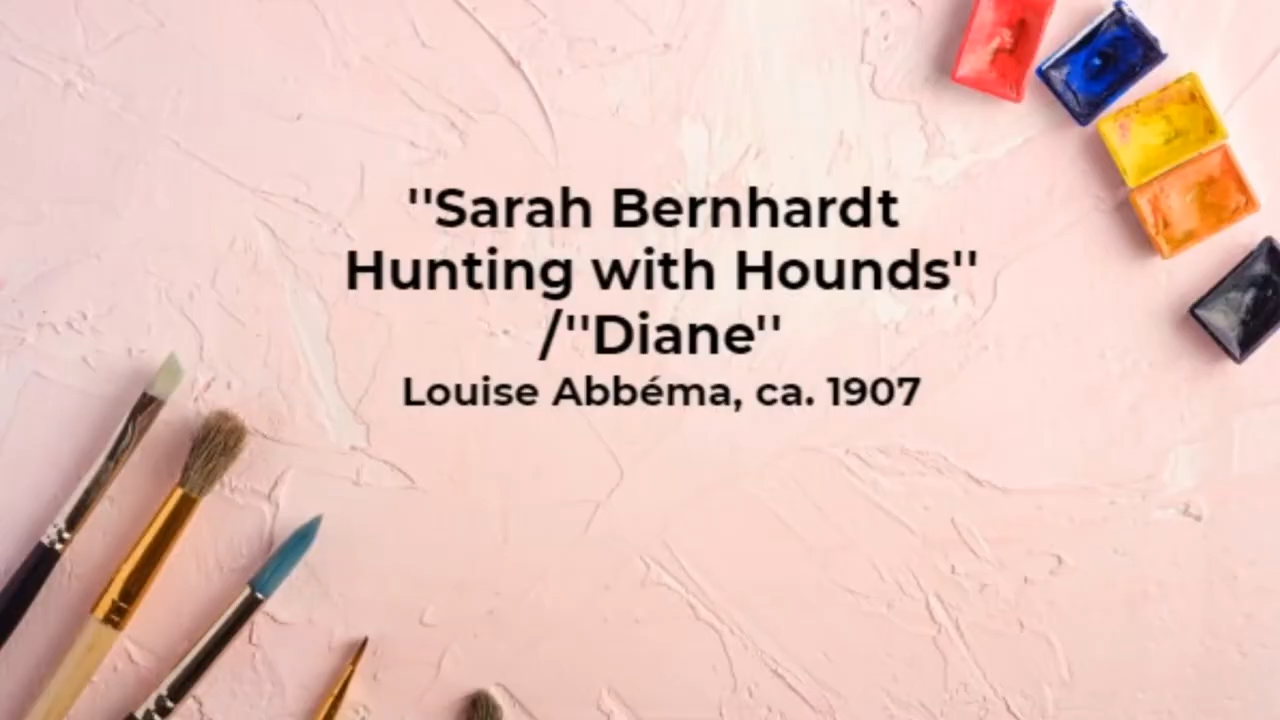 ''Sarah Bernhardt
Hunting with Hounds''
/''Diane''
Louise Abbéma, ca. 1907